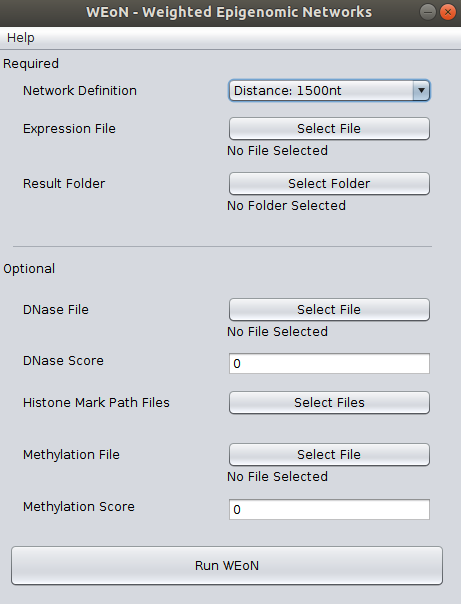 WEoN - Weighted Epigenomic Networks
Help
Required
Network Definition Distance: 1500nt
Expression File Select File
No File Selected
Result Folder Select Folder
No Folder Selected
Optional
DNase File Select File
No File Selected
DNase Score 0
Histone Mark Path Files Select Files
Methylation File Select File
No File Selected
Methylation Score 0
Run WEoN